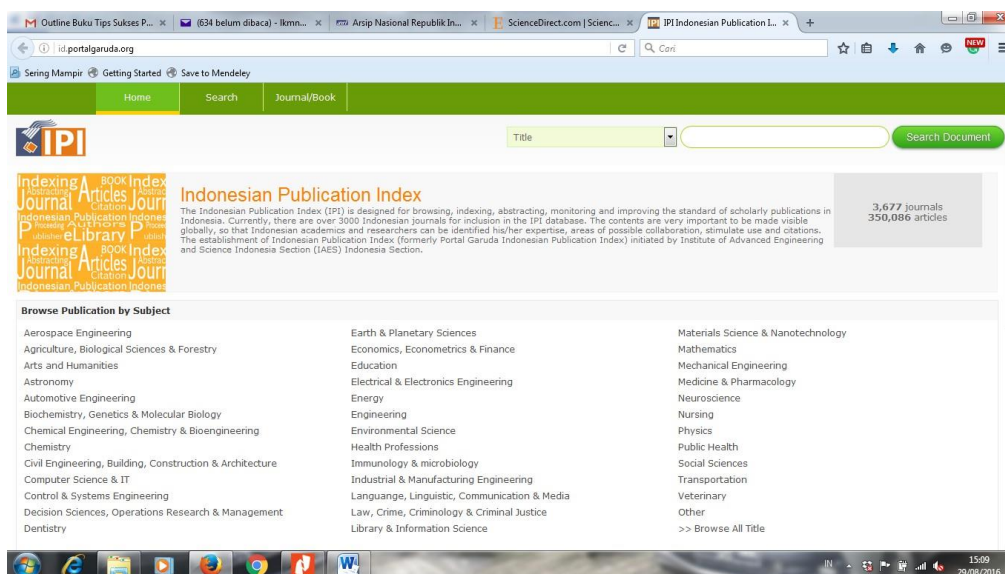 Outline Buku Tips Sukses P...
(634 belum dibaca) - lkmn...
Arsip Nasional Republik In...
ScienceDirect.com | Scienc...
IPI Indonesian Publication I...
id.portalgaruda.org
Cari
NEW
Sering Mampir
Getting Started
Save to Mendeley
Home
Search
Journal/Book
IPI
Title
Search Document
Indonesian Publication Index
The Indonesian Publication Index (IPI) is designed for browsing, indexing, abstracting, monitoring and improving the standard of scholarly publications in
Indonesia. Currently, there are over 3000 Indonesian journals for inclusion in the IPI database. The contents are very important to be made visible
globally, so that Indonesian academics and researchers can be identified his/her expertise, areas of possible collaboration, stimulate use and citations.
The establishment of Indonesian Publication Index (formerly Portal Garuda Indonesian Publication Index) initiated by Institute of Advanced Engineering
and Science Indonesia Section (IAES) Indonesia Section.
3,677 journals
350,086 articles
Browse Publication by Subject
Aerospace Engineering
Agriculture, Biological Sciences & Forestry
Arts and Humanities
Astronomy
Automotive Engineering
Biochemistry, Genetics & Molecular Biology
Chemical Engineering, Chemistry & Bioengineering
Chemistry
Civil Engineering, Building, Construction & Architecture
Computer Science & IT
Control & Systems Engineering
Decision Sciences, Operations Research & Management
Dentistry
Earth & Planetary Sciences
Economics, Econometrics & Finance
Education
Electrical & Electronics Engineering
Energy
Engineering
Environmental Science
Health Professions
Immunology & microbiology
Industrial & Manufacturing Engineering
Languange, Linguistic, Communication & Media
Law, Crime, Criminology & Criminal Justice
Library & Information Science
Materials Science & Nanotechnology
Mathematics
Mechanical Engineering
Medicine & Pharmacology
Neuroscience
Nursing
Physics
Public Health
Social Sciences
Transportation
Veterinary
Other
>> Browse All Title
IN
15:09
29/08/2016